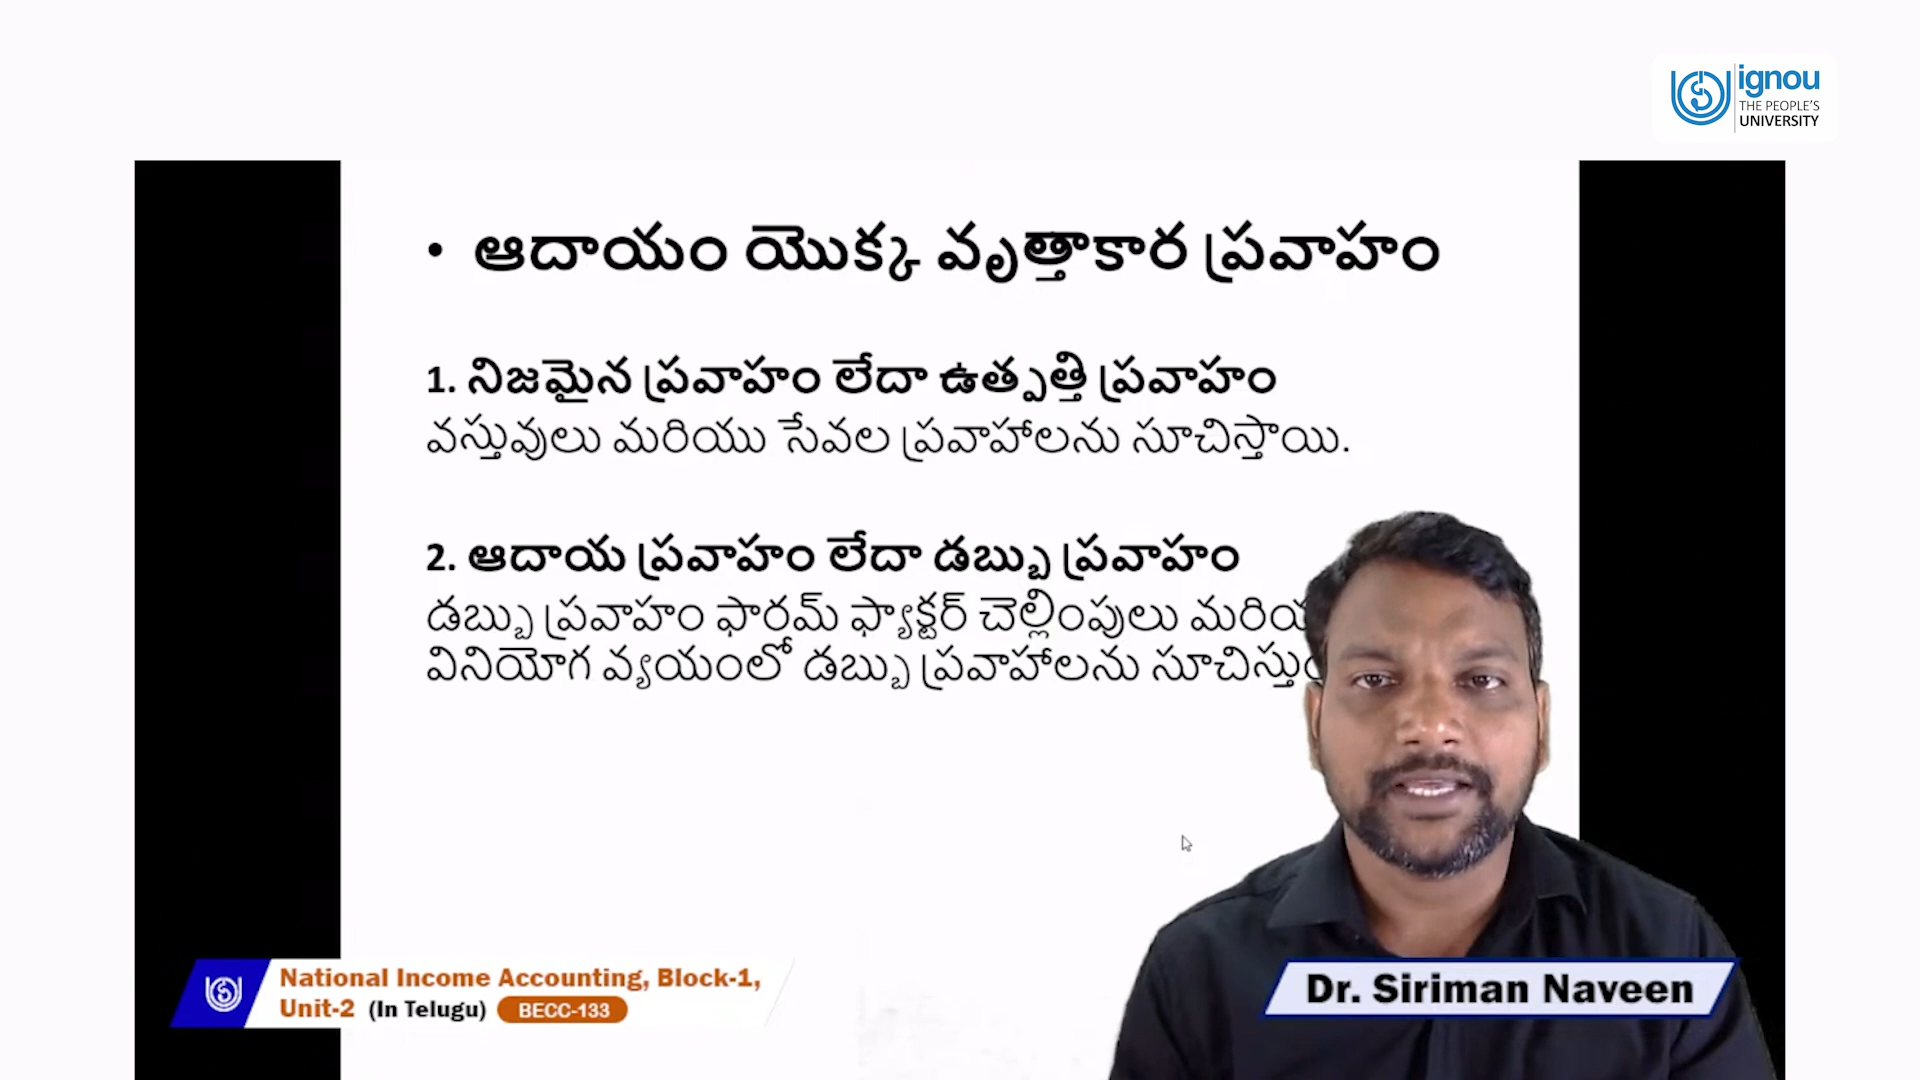 ignou
THE PEOPLE'S
UNIVERSITY
• ఆదాయం యొక్క వృత్తాకార ప్రవాహం
1. నిజమైన ప్రవాహం లేదా ఉత్పత్తి ప్రవాహం
వస్తువులు మరియు సేవల ప్రవాహాలను సూచిస్తాయి.
2. ఆదాయ ప్రవాహం లేదా డబ్బు ప్రవాహం
డబ్బు ప్రవాహం ఫారమ్ ఫ్యాక్టర్ చెల్లింపులు
వినియోగ వ్యయంలో డబ్బు ప్రవాహాలను
National Income Accounting, Block-1,
Unit-2 (In Telugu) BECC-133
Dr. Siriman Naveen